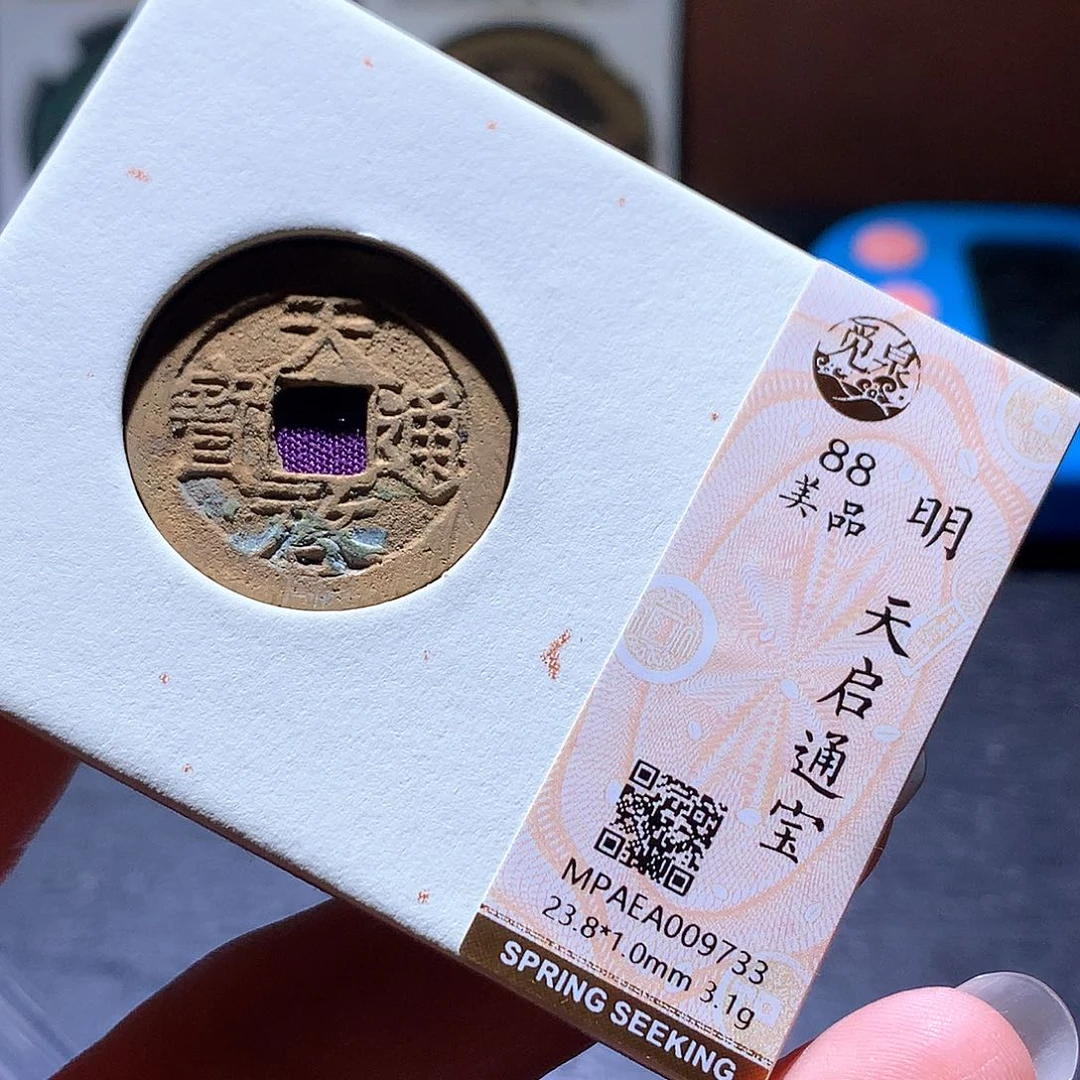 天啟通寶
觅泉
88
美品
明
天启通宝
MPAEA009733
23.8*1.0mm 3.1g
SPRING SEEKING